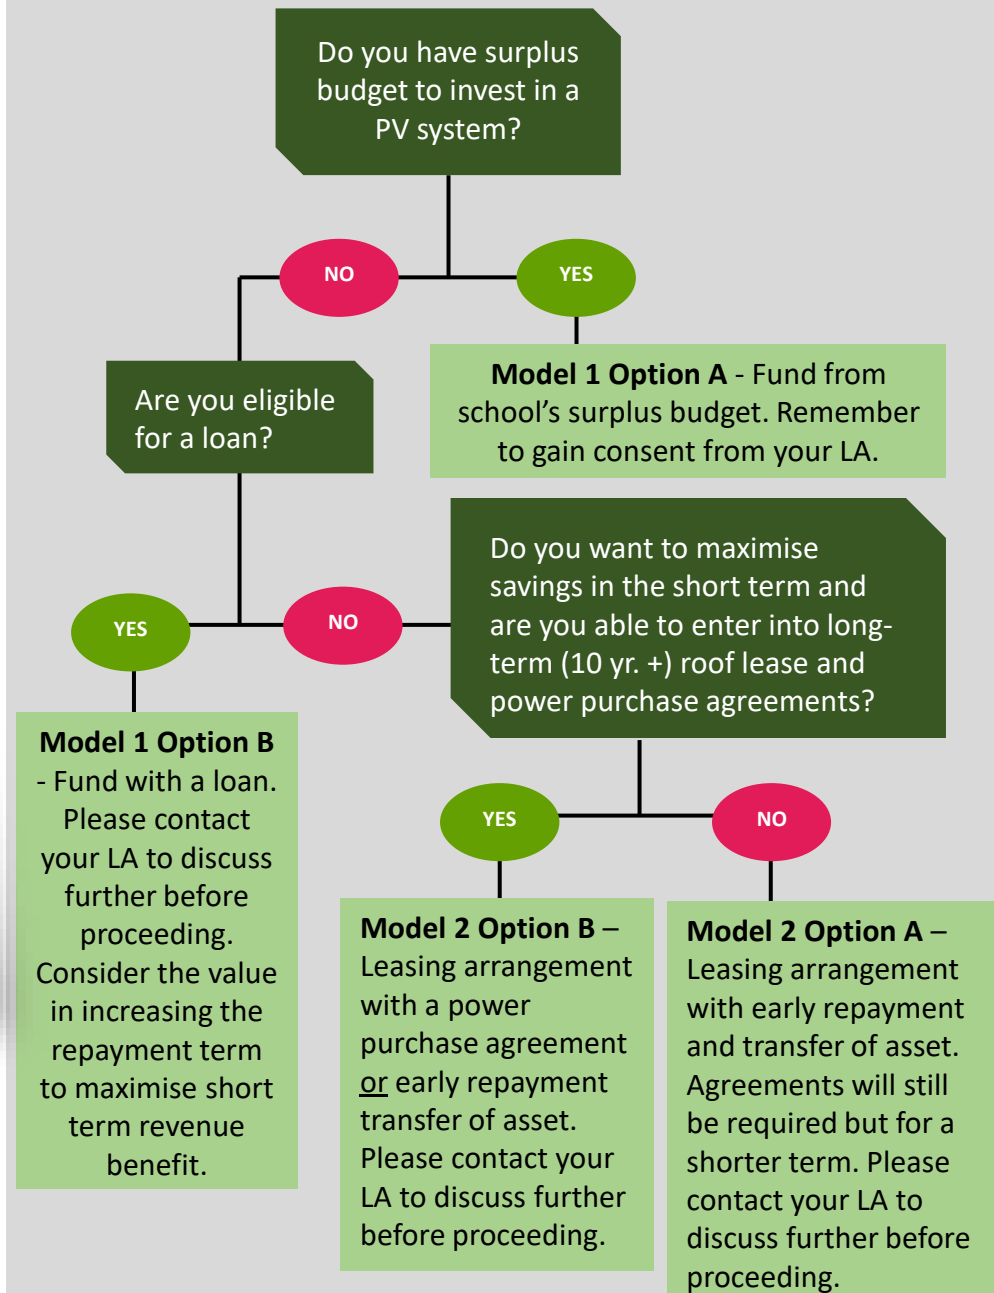 Do you have surplus
budget to invest in a
PV system?
NO
YES
Model 1 Option A - Fund from
school's surplus budget. Remember
to gain consent from your LA.
Are you eligible
for a loan?
Do you want to maximise
savings in the short term and
are you able to enter into long-
term (10 yr. +) roof lease and
power purchase agreements?
YES
NO
Model 1 Option B
- Fund with a loan.
Please contact
your LA to discuss
further before
proceeding.
Consider the value
in increasing the
repayment term
to maximise short
term revenue
benefit.
YES
NO
Model 2 Option B –
Leasing arrangement
with a power
purchase agreement
or early repayment
transfer of asset.
Please contact your
LA to discuss further
before proceeding.
Model 2 Option A –
Leasing arrangement
with early repayment
and transfer of asset.
Agreements will still
be required but for a
shorter term. Please
contact your LA to
discuss further before
proceeding.